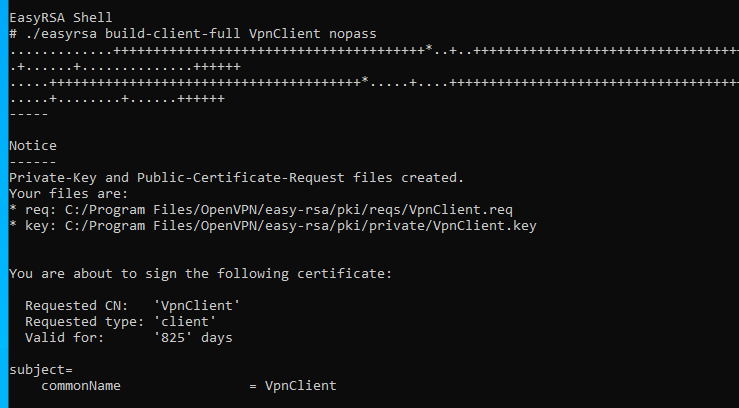 EasyRSA Shell
# ./easyrsa build-client-full VpnClient nopass
.............+++++++++++++++++++++++++++++++++++++++*..+..+++++++++++++++++++++++++++++++++
.+......+......+..............++++++
.....+++++++++++++++++++++++++++++++++++++++*.....+....++++++++++++++++++++++++++++++++++++
.....+........+......++++++
-----

Notice
------
Private-Key and Public-Certificate-Request files created.
Your files are:
* req: C:/Program Files/OpenVPN/easy-rsa/pki/reqs/VpnClient.req
* key: C:/Program Files/OpenVPN/easy-rsa/pki/private/VpnClient.key

You are about to sign the following certificate:

  Requested CN:   'VpnClient'
  Requested type: 'client'
  Valid for:      '825' days

subject=
    commonName                = VpnClient